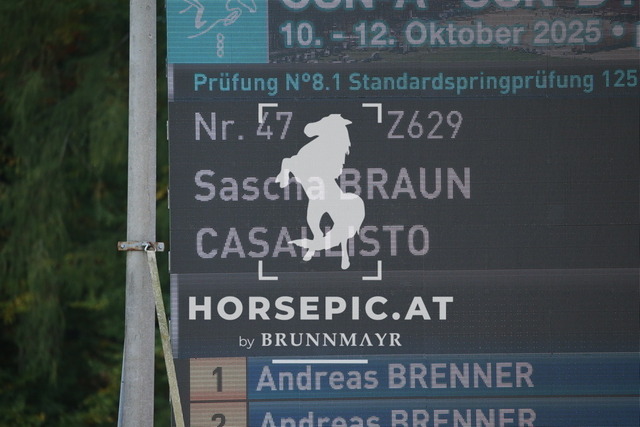 10. - 12. Oktober 2025 •
Prüfung Nº8.1 Standardspringprüfung 125
Nr. 47 Z629
Sascha BRAUN
CASALLISTO
HORSEPIC.AT
by BRUNNMAYR
1 Andreas BRENNER
2 Andreas BRENNER